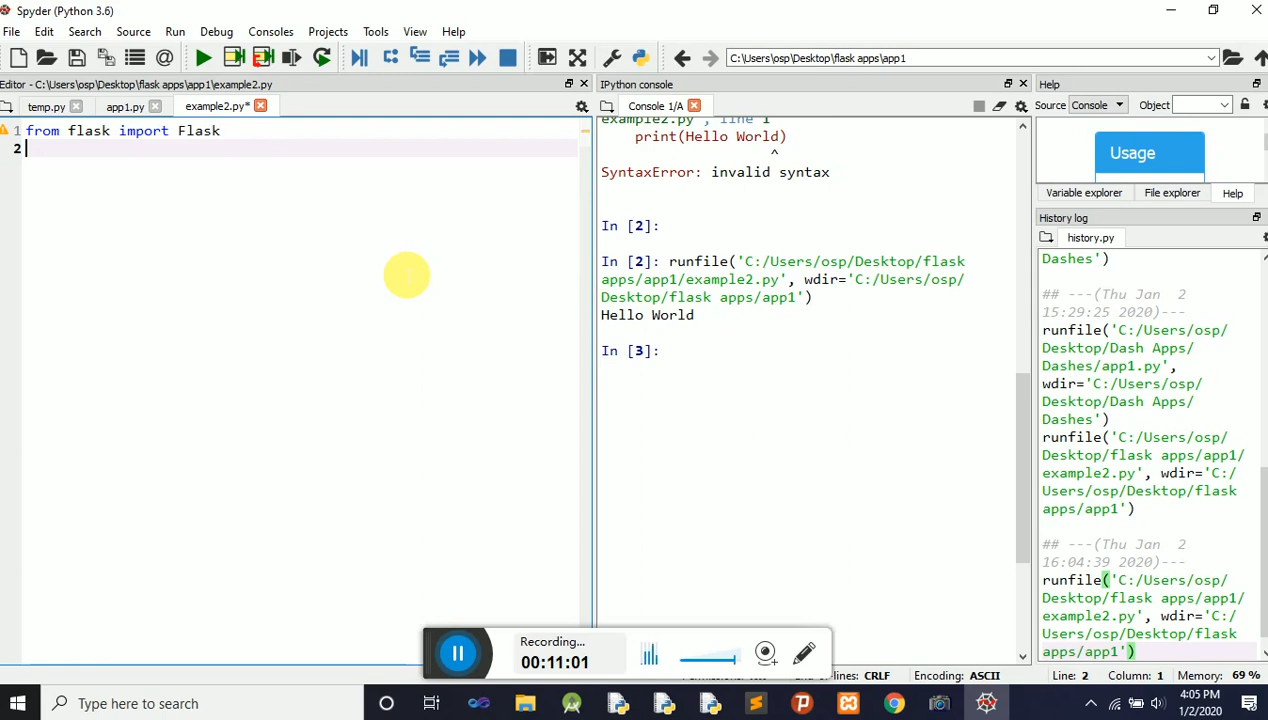 Spyder (Python 3.6)
File Edit Search Source Run Debug Consoles Projects Tools View Help
C:\Users\osp\Desktop\flask apps\app1
Editor - C:\Users\osp\Desktop\flask apps\app1\example2.py
temp.py app1.py example2.py*
1 from flask import Flask
2
IPython console
Console 1/A
example2.py", line 1
print(Hello World)
^
SyntaxError: invalid syntax
In [2]:
In [2]: runfile('C:/Users/osp/Desktop/flask
apps/app1/example2.py', wdir='C:/Users/osp/
Desktop/flask apps/app1')
Hello World
In [3]:
Help
Source Console Object
Usage
Variable explorer File explorer Help
History log
history.py
Dashes')
## ---(Thu Jan 2
15:29:25 2020)---
runfile('C:/Users/osp/
Desktop/Dash Apps/
Dashes/app1.py',
wdir='C:/Users/osp/
Desktop/Dash Apps/
Dashes')
runfile('C:/Users/osp/
Desktop/flask apps/app1/
example2.py', wdir='C:/
Users/osp/Desktop/flask
apps/app1')
## ---(Thu Jan 2
16:04:39 2020)---
runfile('C:/Users/osp/
Desktop/flask apps/app1/
example2.py', wdir='C:/
Users/osp/Desktop/flask
apps/app1')
Recording...
00:11:01
CRLF Encoding: ASCII Line: 2 Column: 1 Memory: 69 %
Type here to search
4:05 PM
1/2/2020